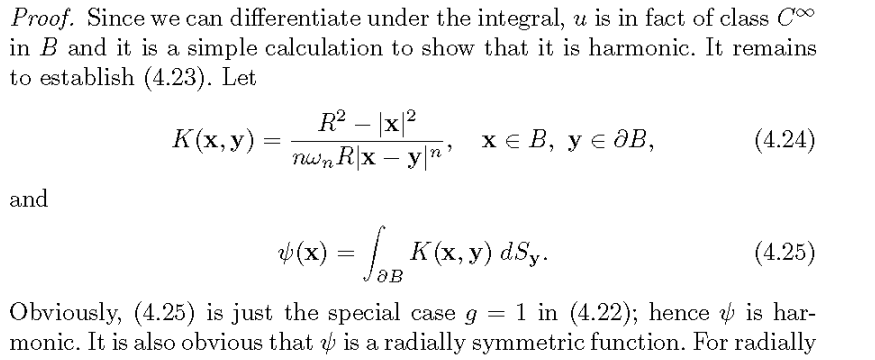 Proof. Since we can differentiate under the integral, u is in fact of class C^∞
in B and it is a simple calculation to show that it is harmonic. It remains
to establish (4.23). Let
K(x, y) = \frac{R^2 − |x|^2}{nω_n R|x − y|^n}, x ∈ B, y ∈ ∂B, (4.24)
and
ψ(x) = ∫_{∂B} K(x, y) dS_y. (4.25)
Obviously, (4.25) is just the special case g = 1 in (4.22); hence ψ is har-
monic. It is also obvious that ψ is a radially symmetric function. For radially